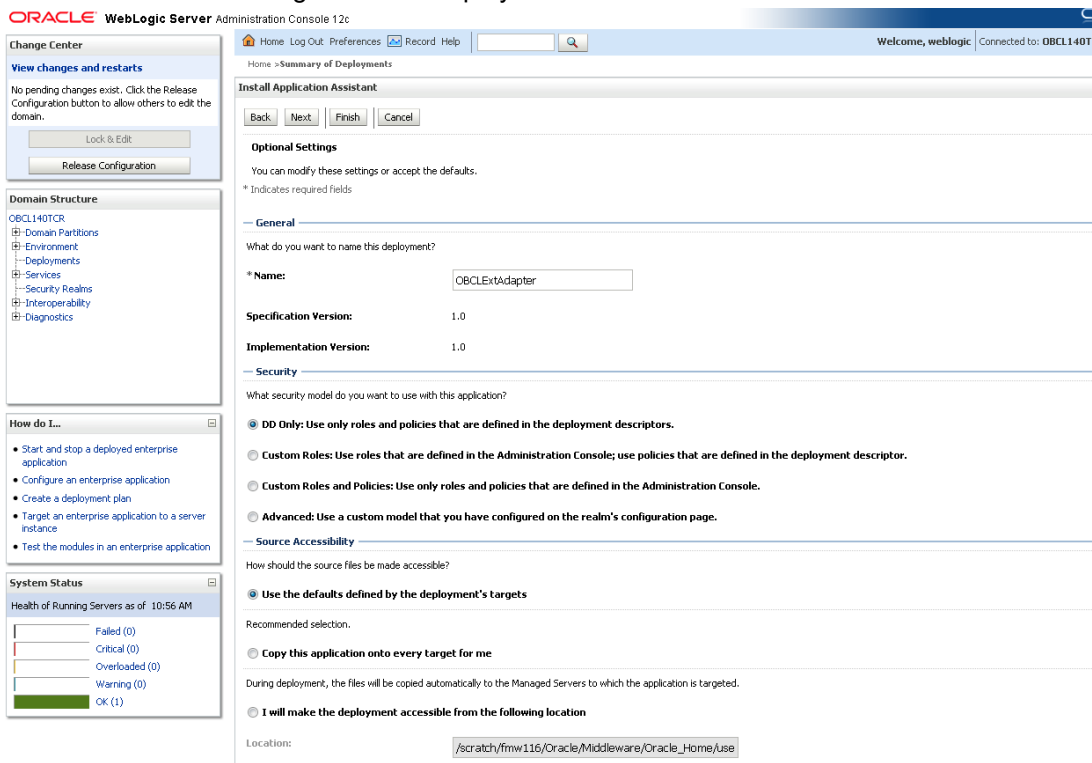 ORACLE WebLogic Server Administration Console 12c
Change Center
View changes and restarts
No pending changes exist. Click the Release
Configuration button to allow others to edit the
domain.
Lock & Edit
Release Configuration
Domain Structure
OBCL140TCR
Domain Partitions
Environment
Deployments
Services
Security Realms
Interoperability
Diagnostics
How do I...
Start and stop a deployed enterprise
application
Configure an enterprise application
Create a deployment plan
Target an enterprise application to a server
instance
Test the modules in an enterprise application
System Status
Health of Running Servers as of 10:56 AM
Failed (0)
Critical (0)
Overloaded (0)
Warning (0)
OK (1)
Home Log Out Preferences Record Help
Welcome, weblogic Connected to: OBCL140T
Home >Summary of Deployments
Install Application Assistant
Back Next Finish Cancel
Optional Settings
You can modify these settings or accept the defaults.
* Indicates required fields
General
What do you want to name this deployment?
* Name: OBCLExtAdapter
Specification Version: 1.0
Implementation Version: 1.0
Security
What security model do you want to use with this application?
DD Only: Use only roles and policies that are defined in the deployment descriptors.
Custom Roles: Use roles that are defined in the Administration Console; use policies that are defined in the deployment descriptor.
Custom Roles and Policies: Use only roles and policies that are defined in the Administration Console.
Advanced: Use a custom model that you have configured on the realm's configuration page.
Source Accessibility
How should the source files be made accessible?
Use the defaults defined by the deployment's targets
Recommended selection.
Copy this application onto every target for me
During deployment, the files will be copied automatically to the Managed Servers to which the application is targeted.
I will make the deployment accessible from the following location
Location: /scratch/fmw116/Oracle/Middleware/Oracle_Home/use